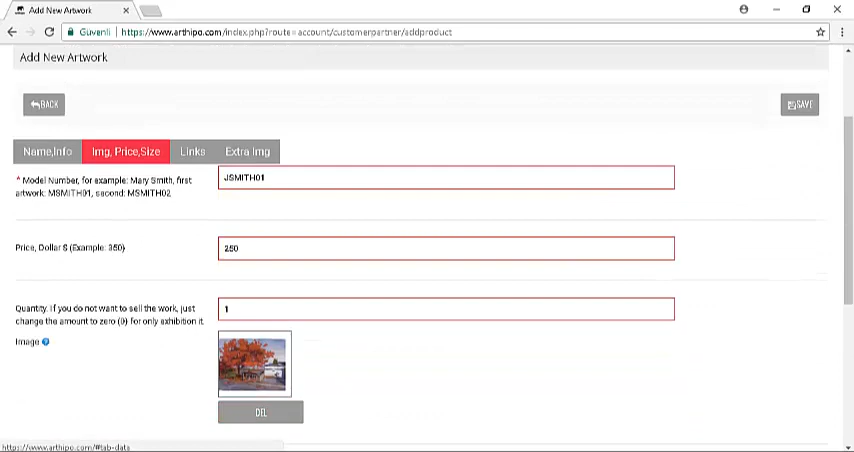 Add New Artwork
Güvenli | https://www.arthipo.com/index.php?route=account/customerpartner/addproduct
Add New Artwork
BACK
SAVE
Name,Info
Img, Price,Size
Links
Extra Img
* Model Number, for example: Mary Smith, first
artwork: MSMITH01, second: MSMITH02
JSMITH01
Price, Dollar $ (Example: 350)
250
Quantity. If you do not want to sell the work, just
change the amount to zero (0) for only exhibition it.
1
Image
DEL
https://www.arthipo.com/#tab-data